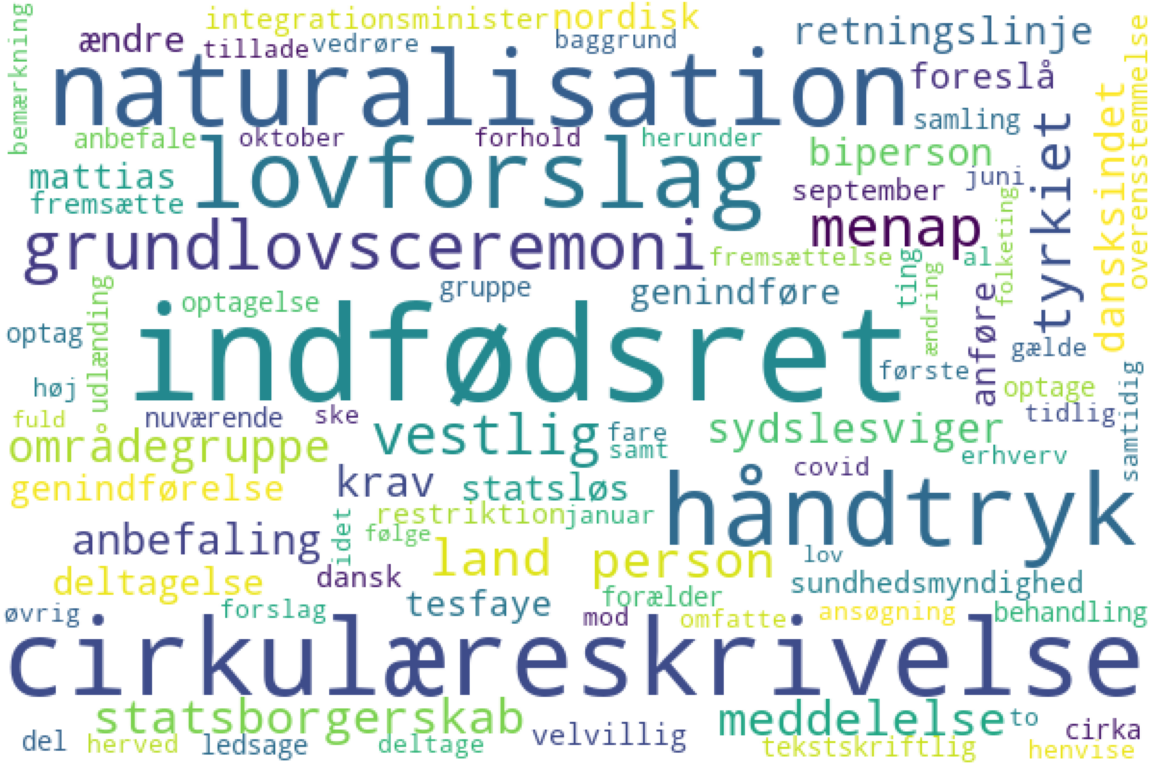 bemærkning
integrationsminister nordisk
ændre tillade vedrøre baggrund retningslinje
naturalisation foreslå
overensstemmelse
danskindet
samling
anbefale oktober forhold herunder
lovforslag biperson
tyrkiet
mattias september juni
fremsætte menap
grundlovsceremoni folketing
fremsættelse ting al
ændring
udlænding
optagelse gruppe genindføre
anføre
indfødsret
optag gælde
første
høj optage
samtidig
fuld nuværende ske tidlig
områdegruppe vestlig fare sydslesviger
samt erhverv
genindførelse krav statsløs covid
håndtryk
restriktion januar
idet
anbefaling følge
land person lov
deltagelse dansk sundhedsmyndighed
øvrig forslag tesfaye forælder
mod omfatte ansøgning behandling
cirkulæreskrivelse
statsborgerskab meddelelse to
del herved ledsage deltage velvillig cirka
tekstskriftlig henvise